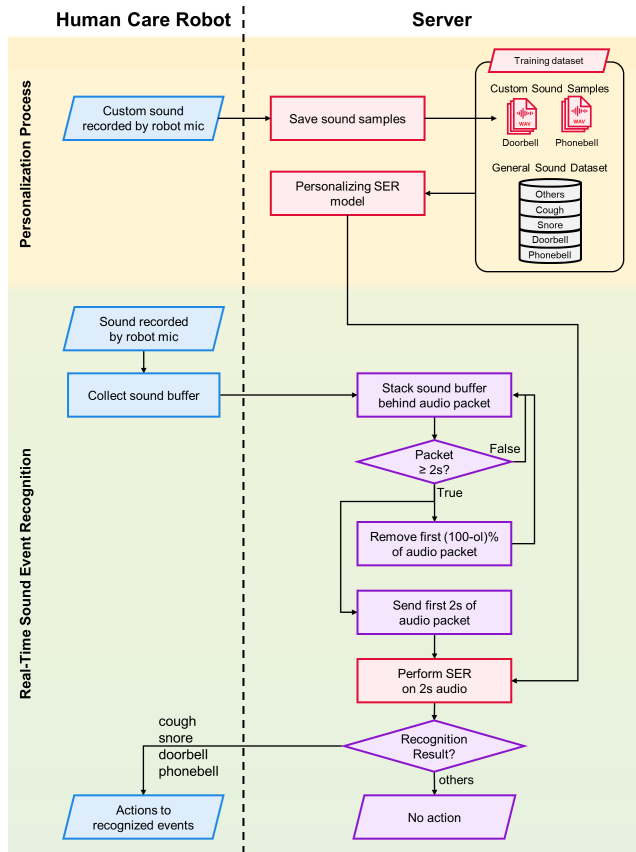 Human Care Robot
Server
Personalization Process
Training dataset
Custom sound
recorded by robot mic
Save sound samples
Custom Sound Samples
WAV
WAV
Doorbell
Phonebell
General Sound Dataset
Others
Cough
Snore
Doorbell
Phonebell
Personalizing SER
model
Real-Time Sound Event Recognition
Sound recorded
by robot mic
Collect sound buffer
Stack sound buffer
behind audio packet
Packet
≥ 2s?
False
True
Remove first (100-ol)%
of audio packet
Send first 2s of
audio packet
Perform SER
on 2s audio
Recognition
Result?
cough
snore
doorbell
phonebell
others
Actions to
recognized events
No action